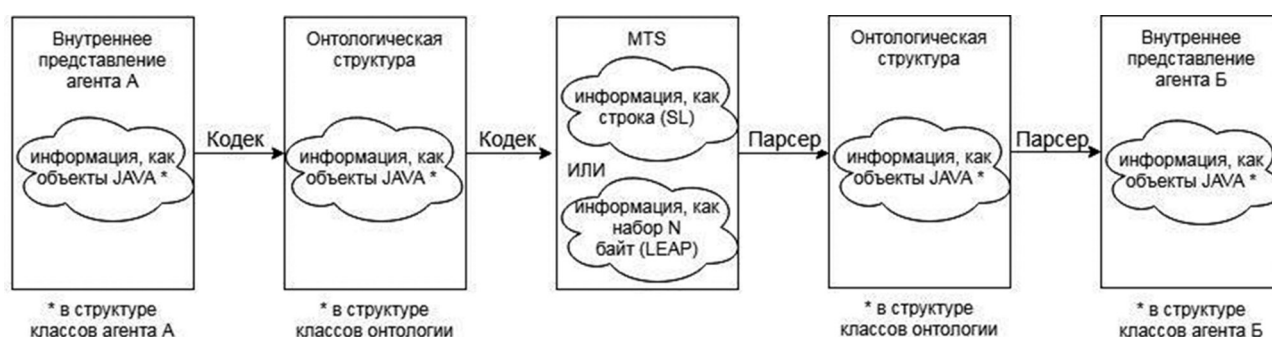 Внутреннее
представление
агента А
информация, как
объекты JAVA *
* в структуре
классов агента А
Кодек
Онтологическая
структура
информация, как
объекты JAVA *
* в структуре
классов онтологии
Кодек
MTS
информация, как
строка (SL)
ИЛИ
информация, как
набор N
байт (LEAP)
Парсер
Онтологическая
структура
информация, как
объекты JAVA *
* в структуре
классов онтологии
Парсер
Внутреннее
представление
агента Б
информация, как
объекты JAVA *
* в структуре
классов агента Б